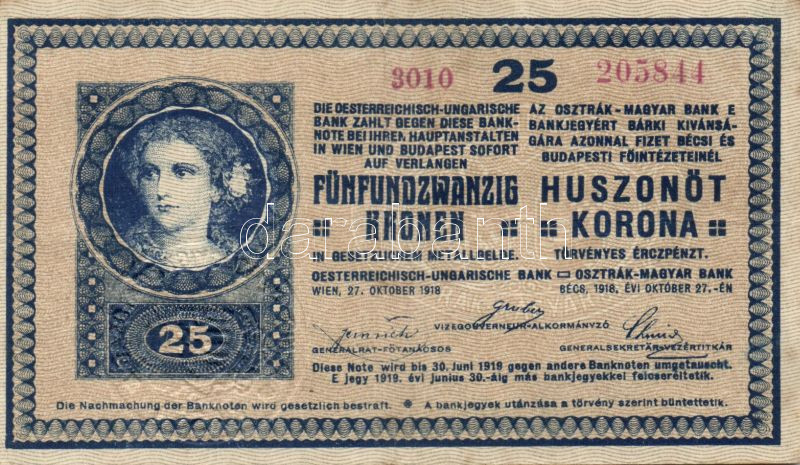 3010 25 205844
DIE OESTERREICHISCH-UNGARISCHE
BANK ZAHLT GEGEN DIESE BANK-
NOTE BEI IHREN HAUPTANSTALTEN
IN WIEN UND BUDAPEST SOFORT
AUF VERLANGEN
FÜNFUNDZWANZIG
KRONEN
IN GESETZLICHEM METALLGELDE.
AZ OSZTRÁK-MAGYAR BANK E
BANKJEGYÉRT BÁRKI KIVÁNSÁ-
GÁRA AZONNAL FIZET BÉCSI ÉS
BUDAPESTI FŐINTÉZETEINÉL
HUSZONÖT
KORONA
TÖRVÉNYES ÉRCZPÉNZT.
OESTERREICHISCH-UNGARISCHE BANK OSZTRÁK-MAGYAR BANK
WIEN, 27. OKTOBER 1918 BÉCS, 1918. ÉVI OKTÓBER 27.-ÉN
Gruber
VIZEGOUVERNEUR-ALKORMÁNYZÓ
GENERALRAT-FŐTANÁCSOS GENERALSEKRETÄR-VEZÉRTITKÁR
Diese Note wird bis 30. Juni 1919 gegen andere Banknoten umgetauscht.
E jegy 1919. évi junius 30.-áig más bankjegyekkel felcseréltetik.
25
Die Nachmachung der Banknoten wird gesetzlich bestraft. * A bankjegyek utánzása a törvény szerint büntettetik.
darabanth